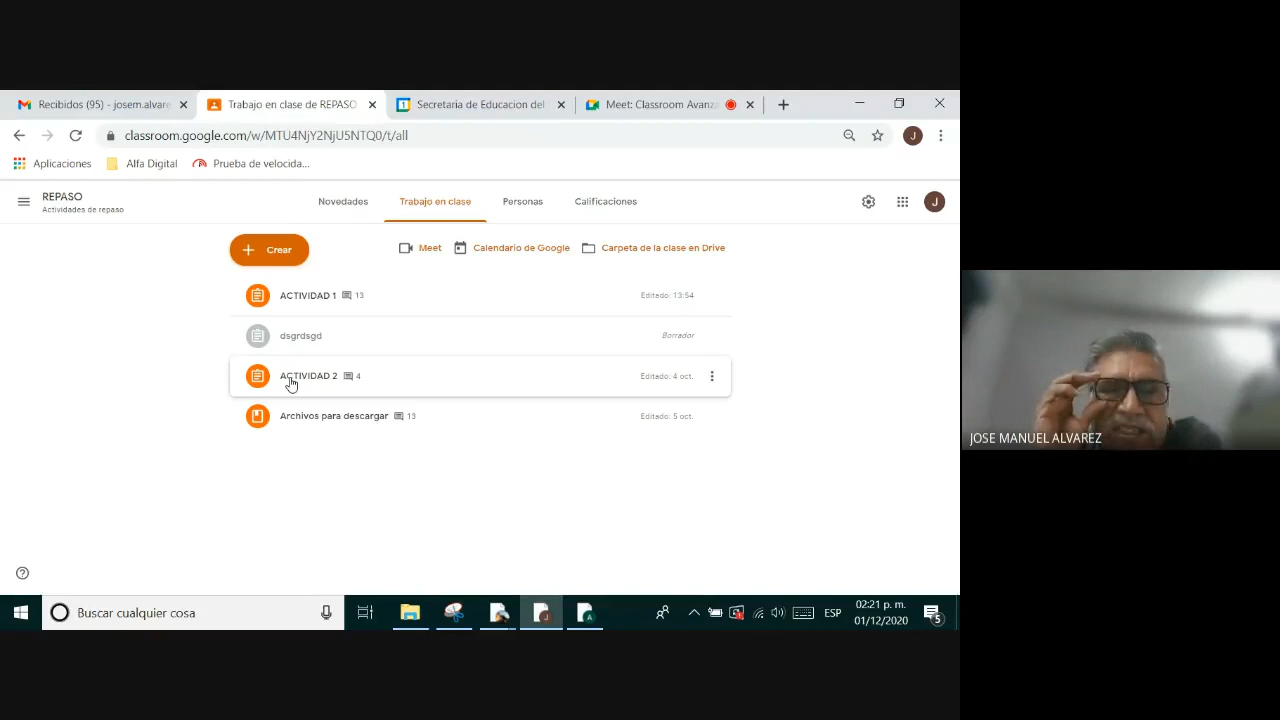 Recibidos (95) - josem.alvare
Trabajo en clase de REPASO
Secretaria de Educacion del
Meet: Classroom Avanza
classroom.google.com/w/MTU4NjY2NjU5NTQ0/t/all
J
Aplicaciones
Alfa Digital
Prueba de velocida...
REPASO
Actividades de repaso
Novedades
Trabajo en clase
Personas
Calificaciones
J
Crear
Meet
Calendario de Google
Carpeta de la clase en Drive
ACTIVIDAD 1 13 Editado: 13:54
dsgrdsgd Borrador
ACTIVIDAD 2 4 Editado: 4 oct.
Archivos para descargar 13 Editado: 5 oct.
JOSE MANUEL ALVAREZ
Buscar cualquier cosa
ESP
02:21 p. m.
01/12/2020
5